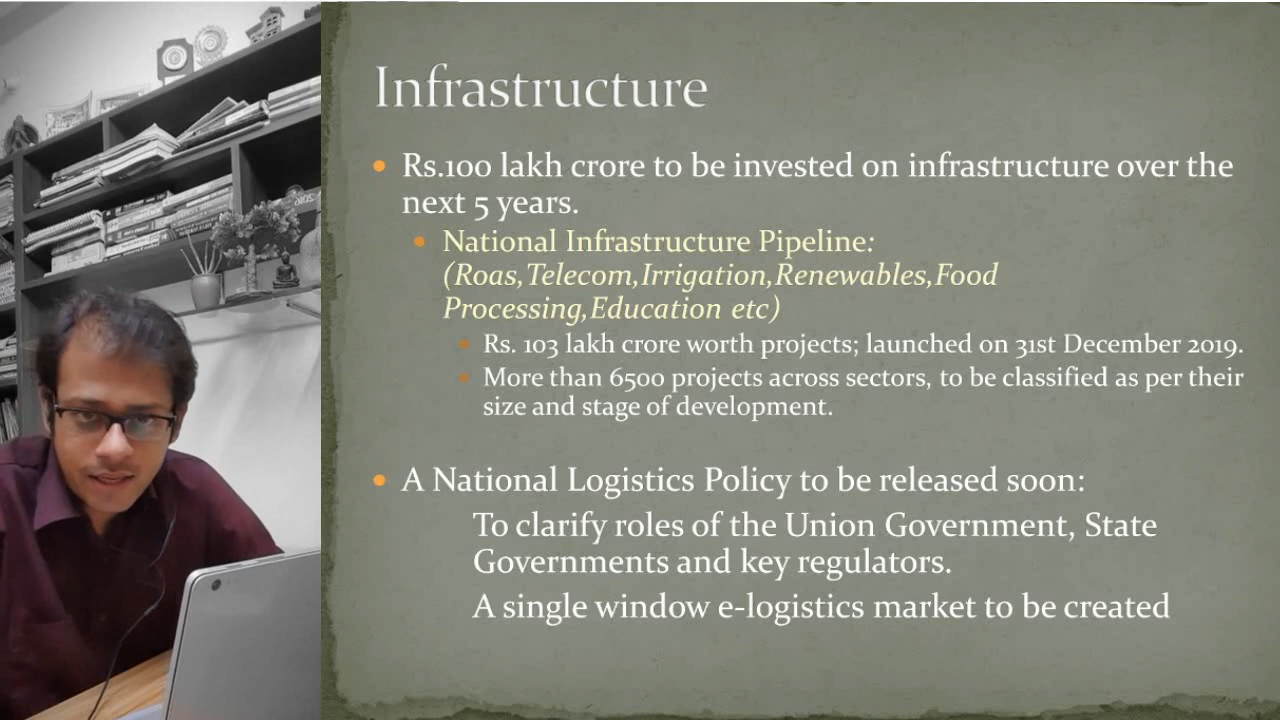 Infrastructure
Rs.100 lakh crore to be invested on infrastructure over the
next 5 years.
National Infrastructure Pipeline:
(Roas,Telecom,Irrigation,Renewables,Food
Processing,Education etc)
Rs. 103 lakh crore worth projects; launched on 31st December 2019.
More than 6500 projects across sectors, to be classified as per their
size and stage of development.
A National Logistics Policy to be released soon:
To clarify roles of the Union Government, State
Governments and key regulators.
A single window e-logistics market to be created